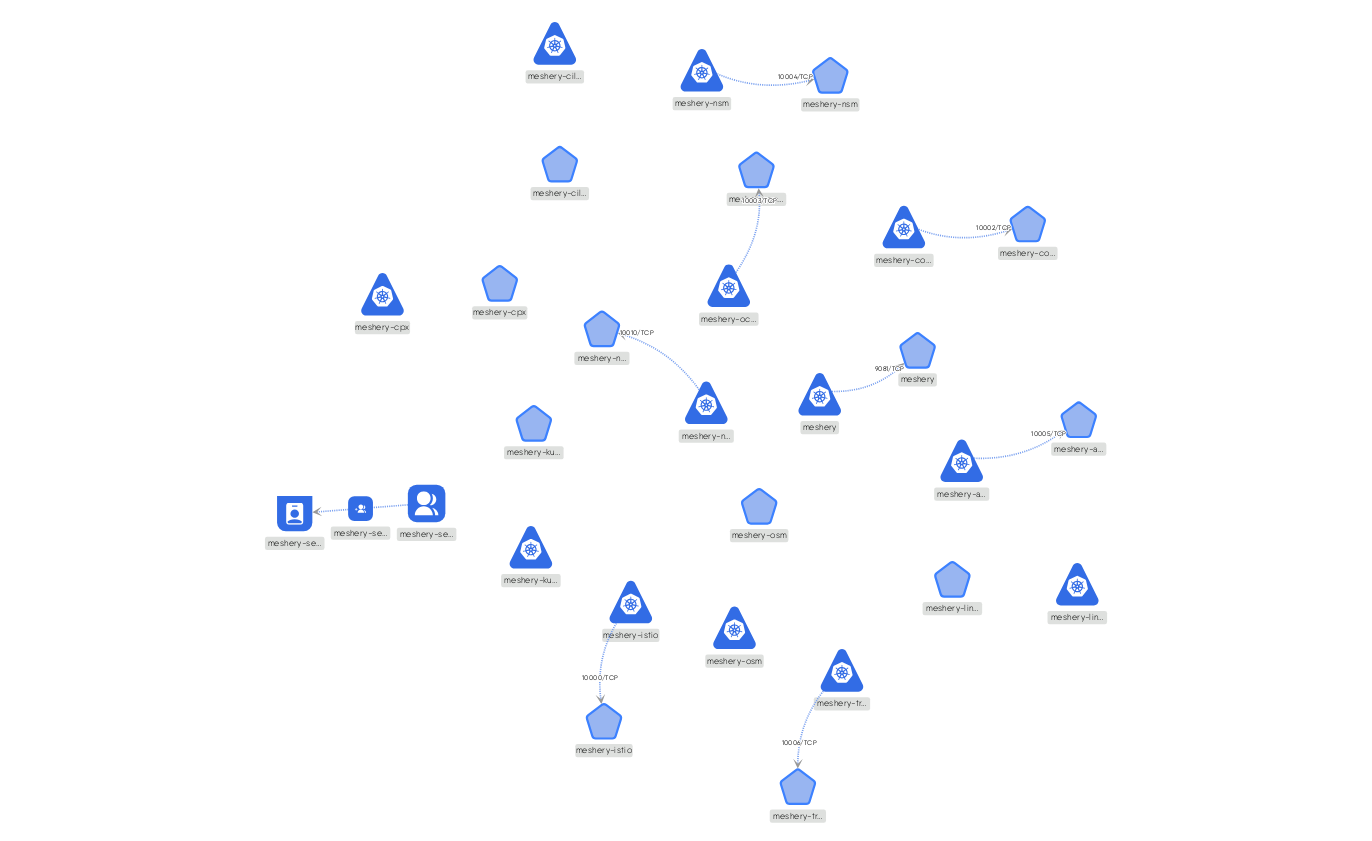 meshery-cil...
10004/TCP
meshery-nsm
meshery-nsm
meshery-cil...
10003/TCP
10002/TCP
meshery-co...
meshery-co...
meshery-cpx
meshery-oc...
meshery-cpx
10010/TCP
meshery-n...
9081/TCP
meshery
meshery
meshery-n...
10005/TCP
meshery-a...
meshery-ku...
meshery-a...
meshery-se...
meshery-se...
meshery-se...
meshery-osm
meshery-ku...
meshery-lin...
meshery-lin...
meshery-istio
meshery-osm
10000/TCP
meshery-tr...
10006/TCP
meshery-istio
meshery-tr...